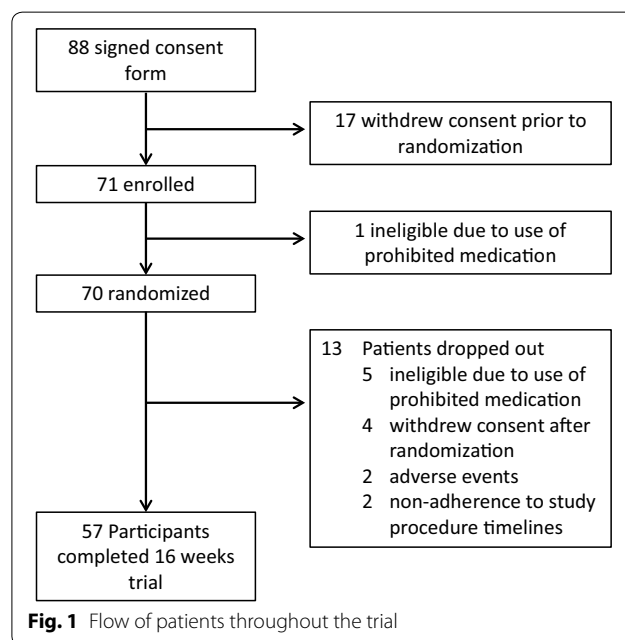 88 signed consent
form
17 withdrew consent prior to
randomization
71 enrolled
1 ineligible due to use of
prohibited medication
70 randomized
13 Patients dropped out
5 ineligible due to use of
prohibited medication
4 withdrew consent after
randomization
2 adverse events
2 non-adherence to study
procedure timelines
57 Participants
completed 16 weeks
trial
Fig. 1 Flow of patients throughout the trial